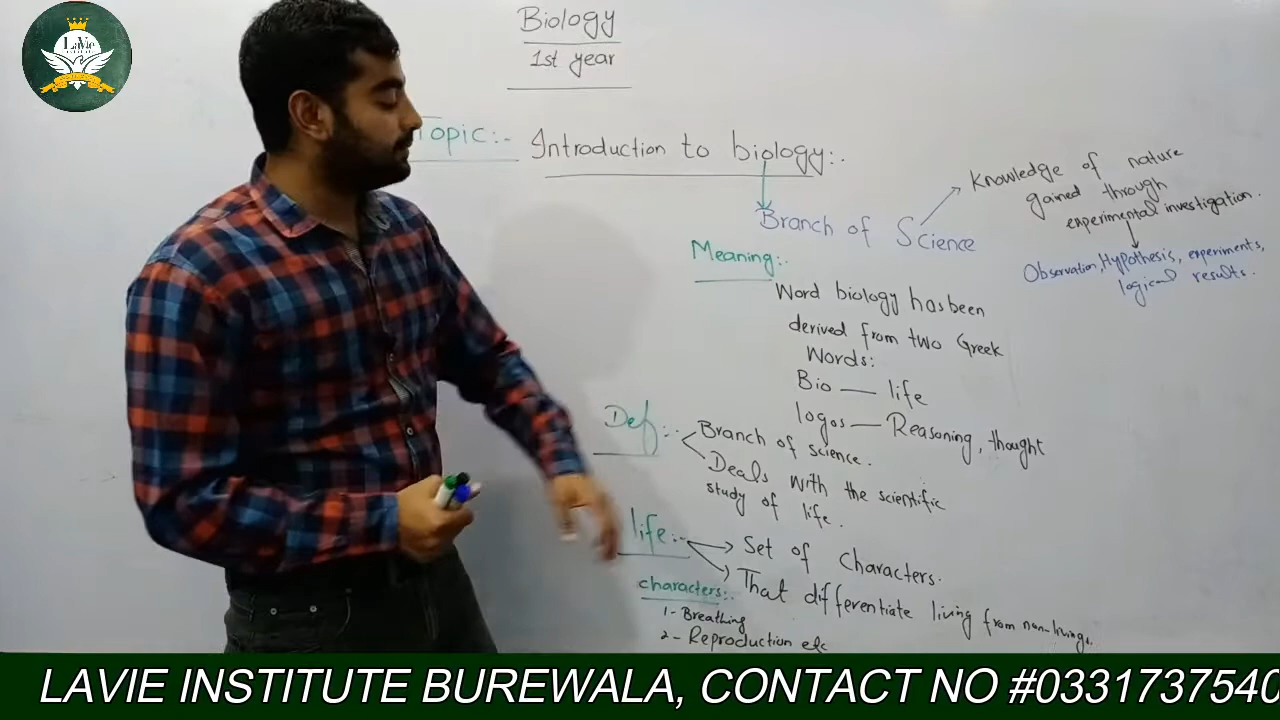 LaVie
Biology
1st year
Topic:-
Introduction to biology:.
Branch of Science
Knowledge of nature
gained through
experimental investigation.
Observation, Hypothesis, experiments,
logical results.
Meaning:.
Word biology has been
derived from two Greek
Words:
Bio — life
logos — Reasoning, thought
Def:.
Branch of science.
Deals with the scientific
study of life.
life:-
Set of Characters.
That differentiate living from non-livings.
characters:.
1- Breathing
2- Reproduction etc
LAVIE INSTITUTE BUREWALA, CONTACT NO #0331737540